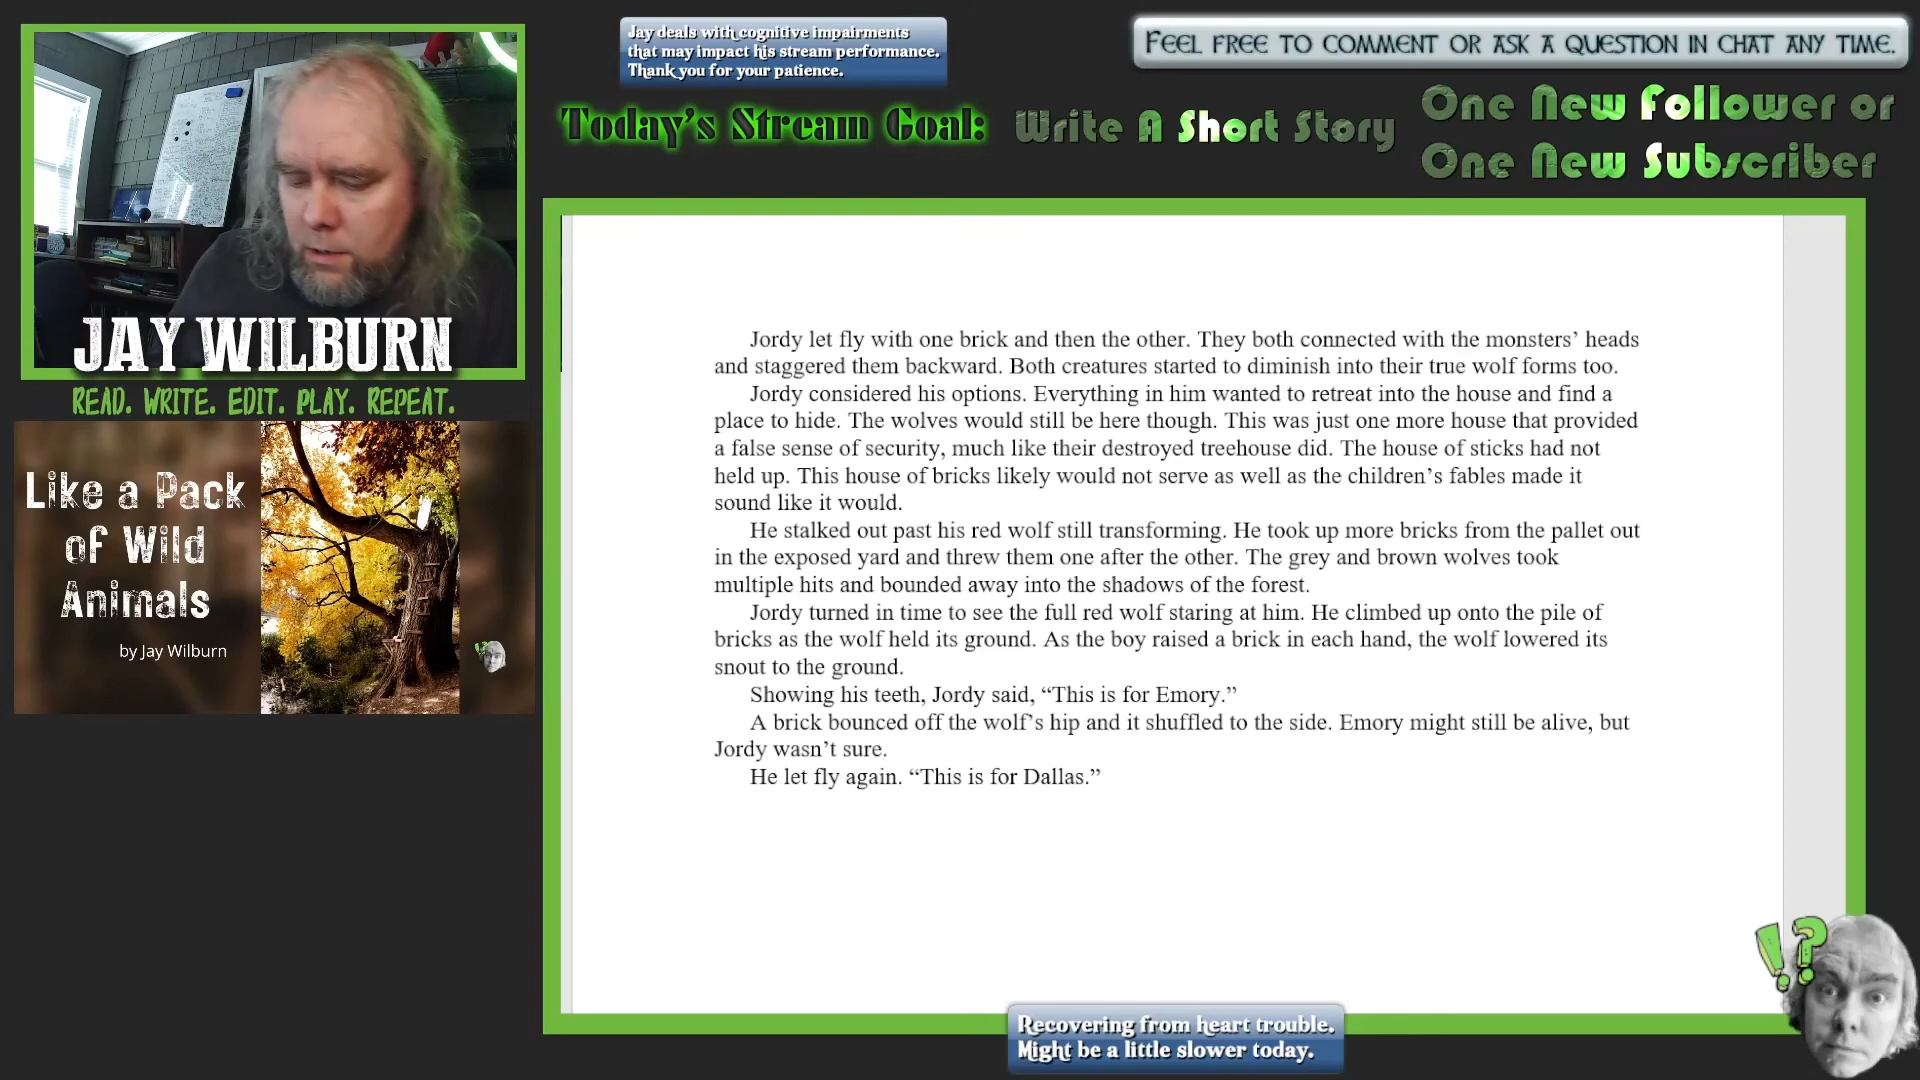 Jay deals with cognitive impairments
that may impact his stream performance.
Thank you for your patience.
FEEL FREE TO COMMENT OR ASK A QUESTION IN CHAT ANY TIME.
Today's Stream Goal:
Write A Short Story
One New Follower or
One New Subscriber
JAY WILBURN
READ. WRITE. EDIT. PLAY. REPEAT.
Like a Pack
of Wild
Animals
by Jay Wilburn
Jordy let fly with one brick and then the other. They both connected with the monsters’ heads
and staggered them backward. Both creatures started to diminish into their true wolf forms too.
Jordy considered his options. Everything in him wanted to retreat into the house and find a
place to hide. The wolves would still be here though. This was just one more house that provided
a false sense of security, much like their destroyed treehouse did. The house of sticks had not
held up. This house of bricks likely would not serve as well as the children’s fables made it
sound like it would.
He stalked out past his red wolf still transforming. He took up more bricks from the pallet out
in the exposed yard and threw them one after the other. The grey and brown wolves took
multiple hits and bounded away into the shadows of the forest.
Jordy turned in time to see the full red wolf staring at him. He climbed up onto the pile of
bricks as the wolf held its ground. As the boy raised a brick in each hand, the wolf lowered its
snout to the ground.
Showing his teeth, Jordy said, “This is for Emory.”
A brick bounced off the wolf’s hip and it shuffled to the side. Emory might still be alive, but
Jordy wasn’t sure.
He let fly again. “This is for Dallas.”
!?
Recovering from heart trouble.
Might be a little slower today.